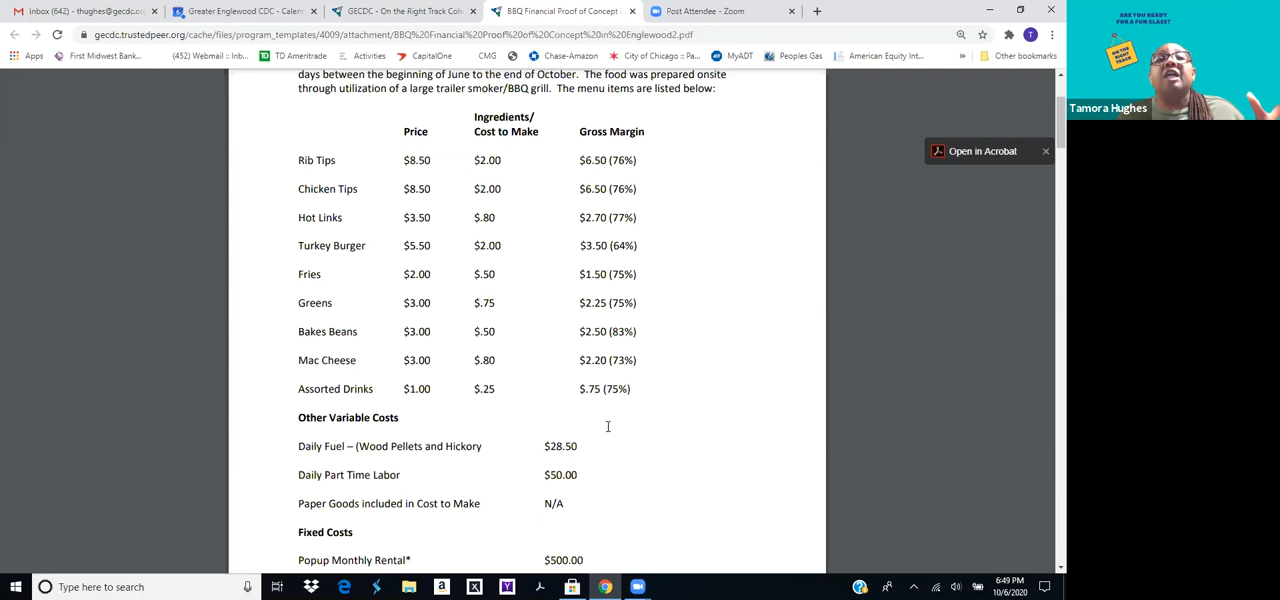 Inbox (642) - thughes@gecdc.or
Greater Englewood CDC - Calend
GECDC - On the Right Track Coh
BBQ Financial Proof of Concept
Post Attendee - Zoom
gecdc.trustedpeer.org/cache/files/program_templates/4009/attachment/BBQ%20Financial%20Proof%20of%20Concept%20in%20Englewood2.pdf
T
Apps
First Midwest Bank...
(452) Webmail :: Inb...
TD Ameritrade
Activities
CapitalOne
CMG
Chase-Amazon
City of Chicago :: Pa...
MyADT
Peoples Gas
American Equity Int...
»
Other bookmarks
days between the beginning of June to the end of October. The food was prepared onsite
through utilization of a large trailer smoker/BBQ grill. The menu items are listed below:
Ingredients/
Price Cost to Make Gross Margin
Rib Tips $8.50 $2.00 $6.50 (76%)
Chicken Tips $8.50 $2.00 $6.50 (76%)
Hot Links $3.50 $.80 $2.70 (77%)
Turkey Burger $5.50 $2.00 $3.50 (64%)
Fries $2.00 $.50 $1.50 (75%)
Greens $3.00 $.75 $2.25 (75%)
Bakes Beans $3.00 $.50 $2.50 (83%)
Mac Cheese $3.00 $.80 $2.20 (73%)
Assorted Drinks $1.00 $.25 $.75 (75%)
Other Variable Costs
Daily Fuel – (Wood Pellets and Hickory $28.50
Daily Part Time Labor $50.00
Paper Goods included in Cost to Make N/A
Fixed Costs
Popup Monthly Rental* $500.00
Open in Acrobat
ARE YOU READY
FOR A FUN CLASS?
ON THE
RIGHT
TRACK
Tamora Hughes
Type here to search
6:49 PM
10/6/2020